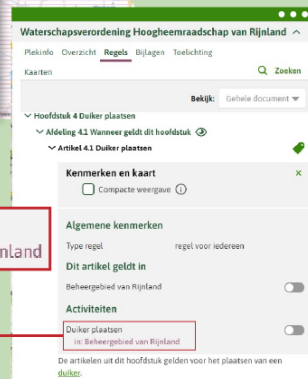 Waterschapsverordening Hoogheemraadschap van Rijnland
Plekinfo Overzicht Regels Bijlagen Toelichting
Kaarten Zoeken
Bekijk: Gehele document
Hoofdstuk 4 Duiker plaatsen
Afdeling 4.1 Wanneer geldt dit hoofdstuk
Artikel 4.1 Duiker plaatsen
Kenmerken en kaart ×
Compacte weergave
Algemene kenmerken
Type regel regel voor iedereen
nland
Dit artikel geldt in
Beheergebied van Rijnland
Activiteiten
Duiker plaatsen
in: Beheergebied van Rijnland
De artikelen uit dit hoofdstuk gelden voor het plaatsen van een
duiker.